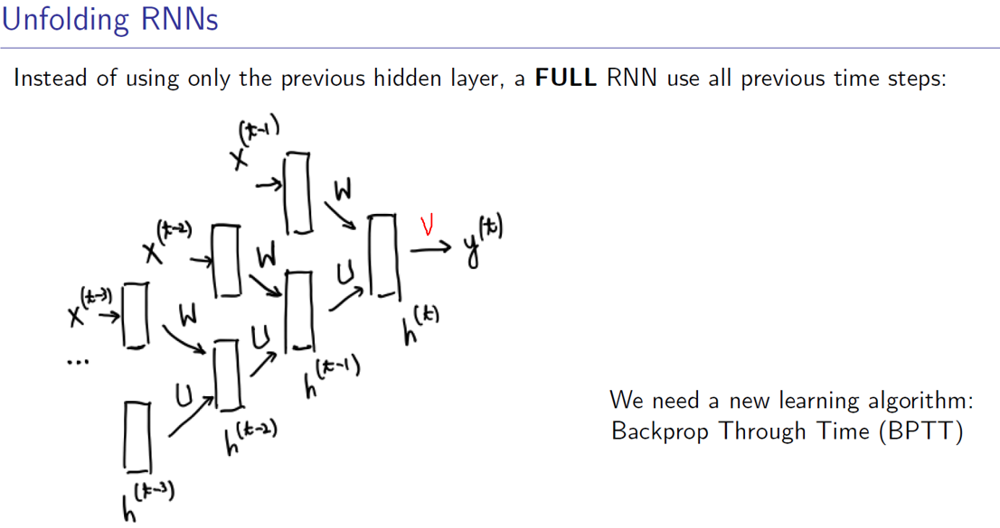 Unfolding RNNs
Instead of using only the previous hidden layer, a FULL RNN use all previous time steps:
x^(t-1)
W
x^(t-2)
W
V
y^(t)
U
x^(t-3)
W
U
h^(t)
...
U
h^(t-1)
h^(t-2)
h^(t-3)
We need a new learning algorithm:
Backprop Through Time (BPTT)